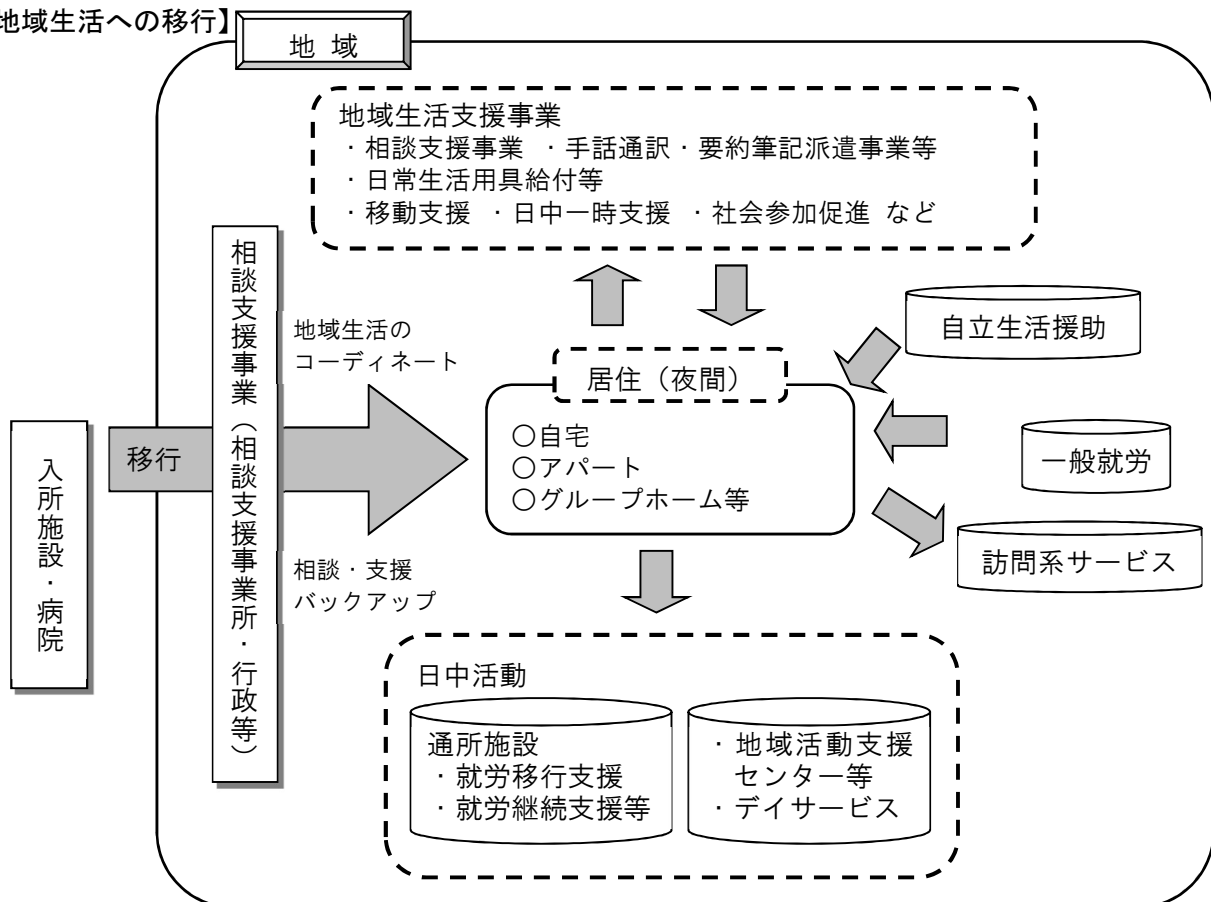 地域生活への移行】
地 域
地域生活支援事業
・相談支援事業 ・手話通訳・要約筆記派遣事業等
・日常生活用具給付等
・移動支援 ・日中一時支援 ・社会参加促進 など
相談支援事業（相談支援事業所・行政等）
地域生活の
コーディネート
自立生活援助
居住（夜間）
○自宅
○アパート
○グループホーム等
一般就労
移行
入所施設・病院
訪問系サービス
相談・支援
バックアップ
日中活動
通所施設
・就労移行支援
・就労継続支援等
・地域活動支援
センター等
・デイサービス